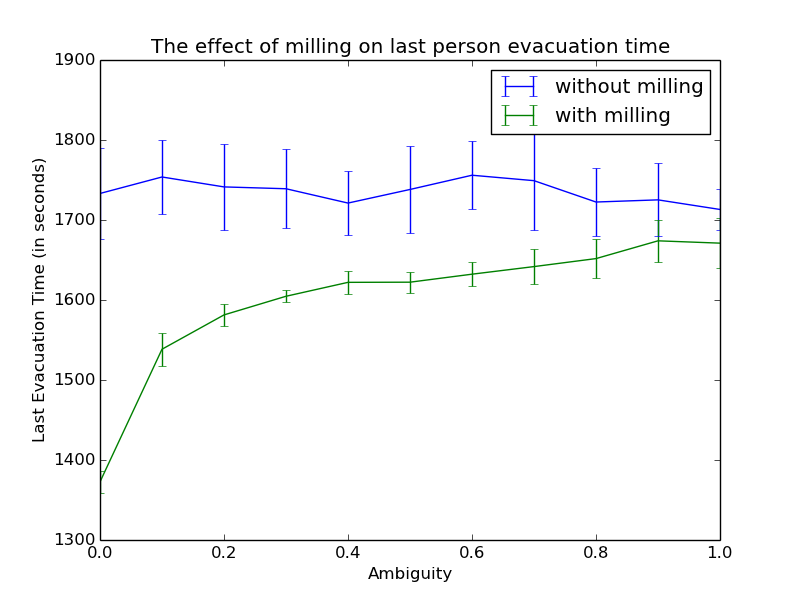 The effect of milling on last person evacuation time
1900
1800
1700
1600
1500
1400
1300
Last Evacuation Time (in seconds)
without milling
with milling
0.0 0.2 0.4 0.6 0.8 1.0
Ambiguity